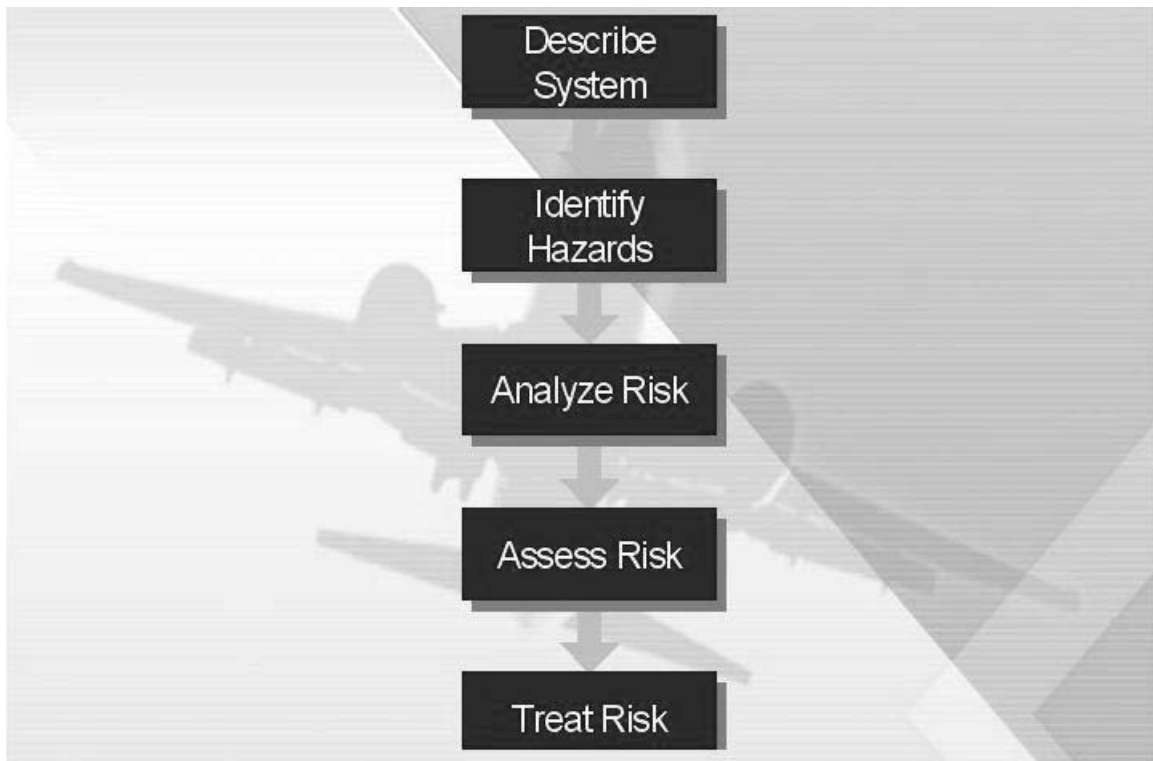 Describe
System
Identify
Hazards
Analyze Risk
Assess Risk
Treat Risk